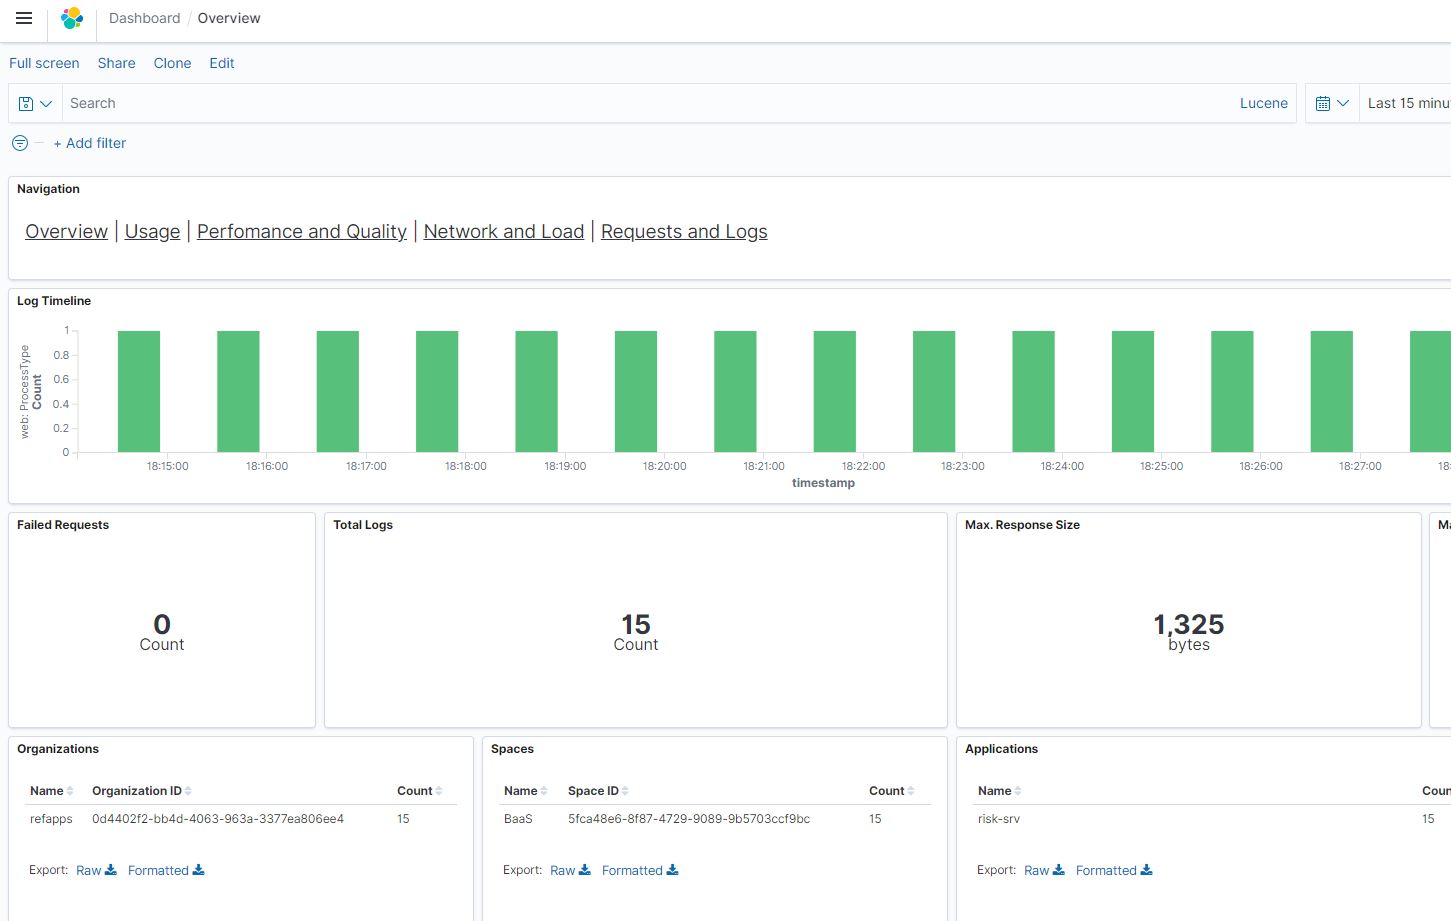 Dashboard / Overview
Full screen Share Clone Edit
Search Lucene Last 15 minu
+ Add filter
Navigation
Overview | Usage | Perfomance and Quality | Network and Load | Requests and Logs
Log Timeline
web: ProcessType
Count
1
0.8
0.6
0.4
0.2
0
18:15:00 18:16:00 18:17:00 18:18:00 18:19:00 18:20:00 18:21:00 18:22:00 18:23:00 18:24:00 18:25:00 18:26:00 18:27:00 18:
timestamp
Failed Requests
0
Count
Total Logs
15
Count
Max. Response Size
1,325
bytes
Ma
Organizations
Name Organization ID Count
refapps 0d4402f2-bb4d-4063-963a-3377ea806ee4 15
Export: Raw Formatted
Spaces
Name Space ID Count
BaaS 5fca48e6-8f87-4729-9089-9b5703ccf9bc 15
Export: Raw Formatted
Applications
Name Coun
risk-srv 15
Export: Raw Formatted